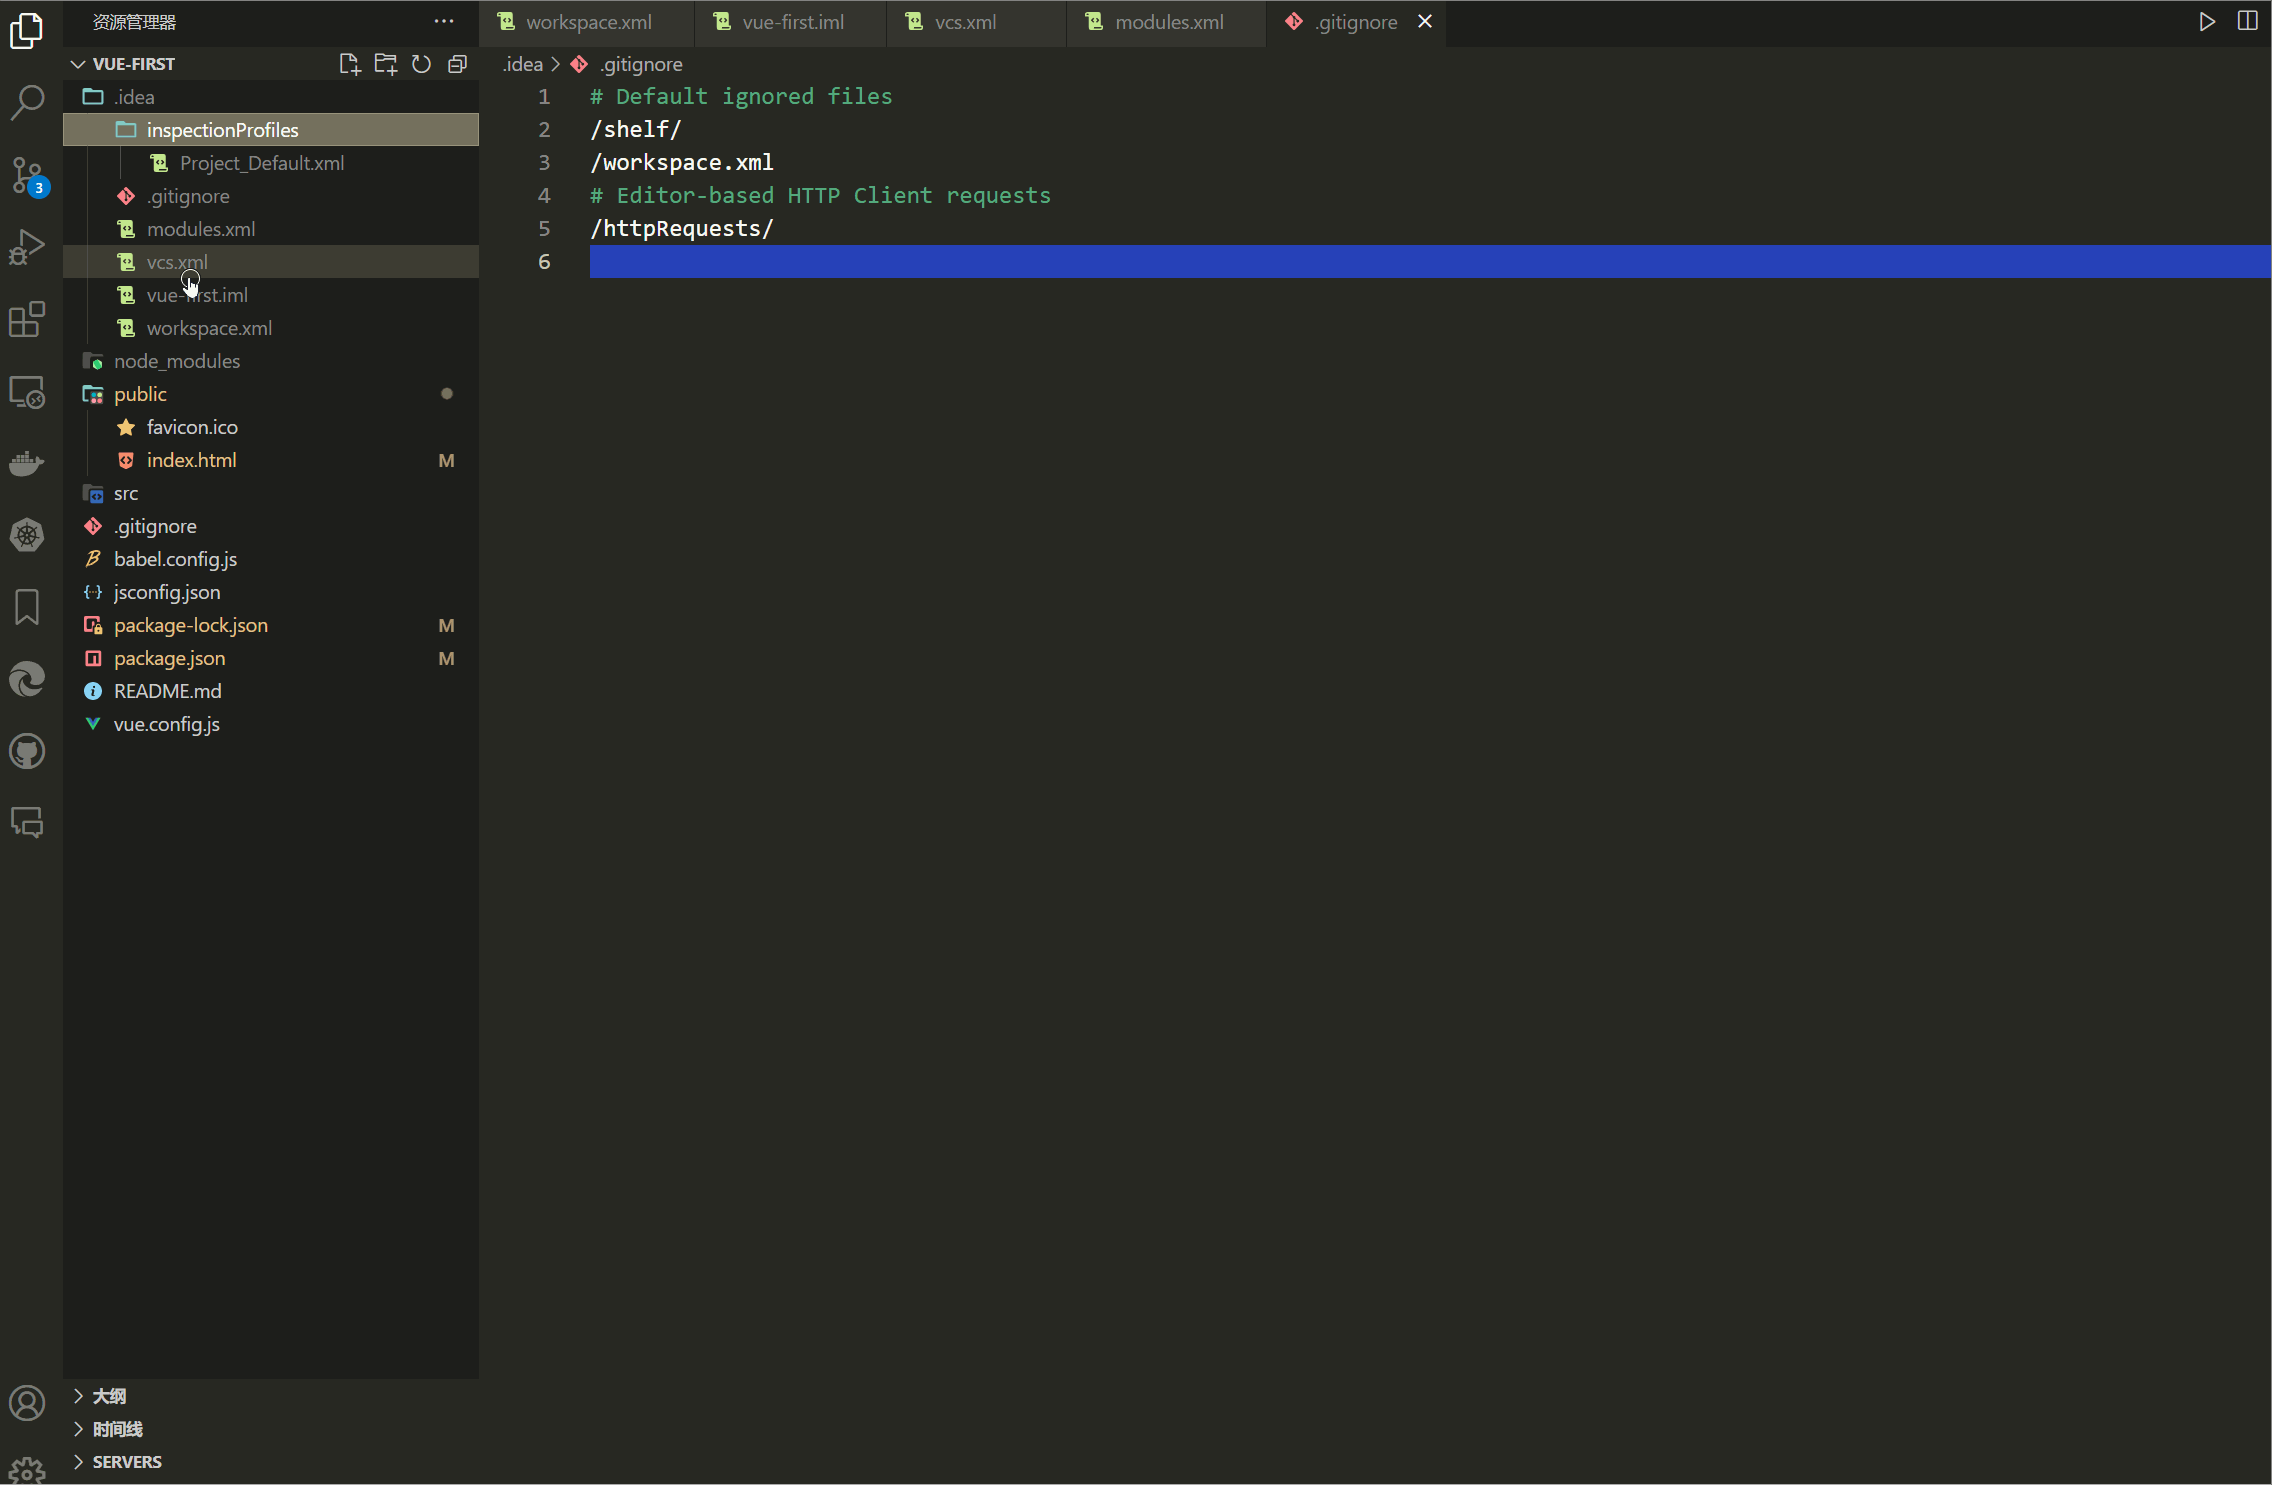 资源管理器
VUE-FIRST
.idea
inspectionProfiles
Project_Default.xml
.gitignore
modules.xml
vcs.xml
vue-first.iml
workspace.xml
node_modules
public
favicon.ico
index.html M
src
.gitignore
babel.config.js
jsconfig.json
package-lock.json M
package.json M
README.md
vue.config.js
大纲
时间线
SERVERS
3
workspace.xml vue-first.iml vcs.xml modules.xml .gitignore
.idea > .gitignore
1 # Default ignored files
2 /shelf/
3 /workspace.xml
4 # Editor-based HTTP Client requests
5 /httpRequests/
6